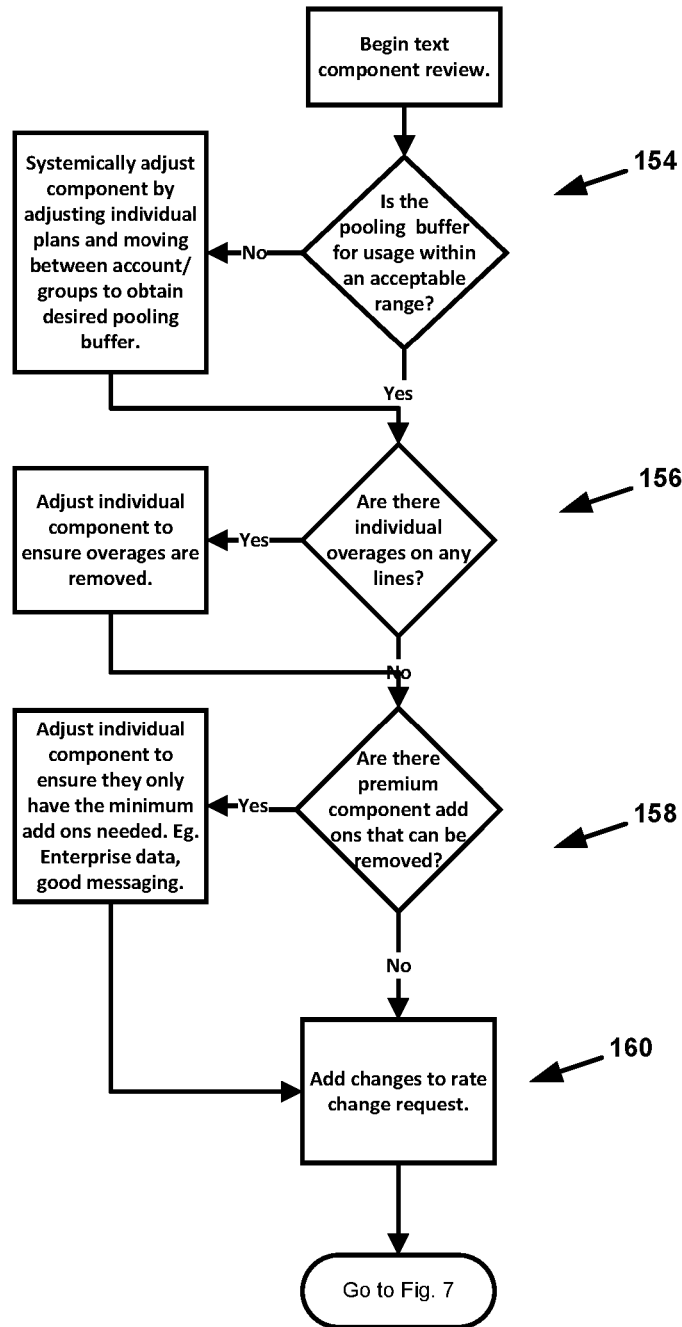 Begin text
component review.
154
Systemically adjust
component by
adjusting individual
plans and moving
between account/
groups to obtain
desired pooling
buffer.
No
Is the
pooling buffer
for usage within
an acceptable
range?
Yes
156
Adjust individual
component to
ensure overages are
removed.
Yes
Are there
individual
overages on any
lines?
No
158
Adjust individual
component to
ensure they only
have the minimum
add ons needed. Eg.
Enterprise data,
good messaging.
Yes
Are there
premium
component add
ons that can be
removed?
No
160
Add changes to rate
change request.
Go to Fig. 7